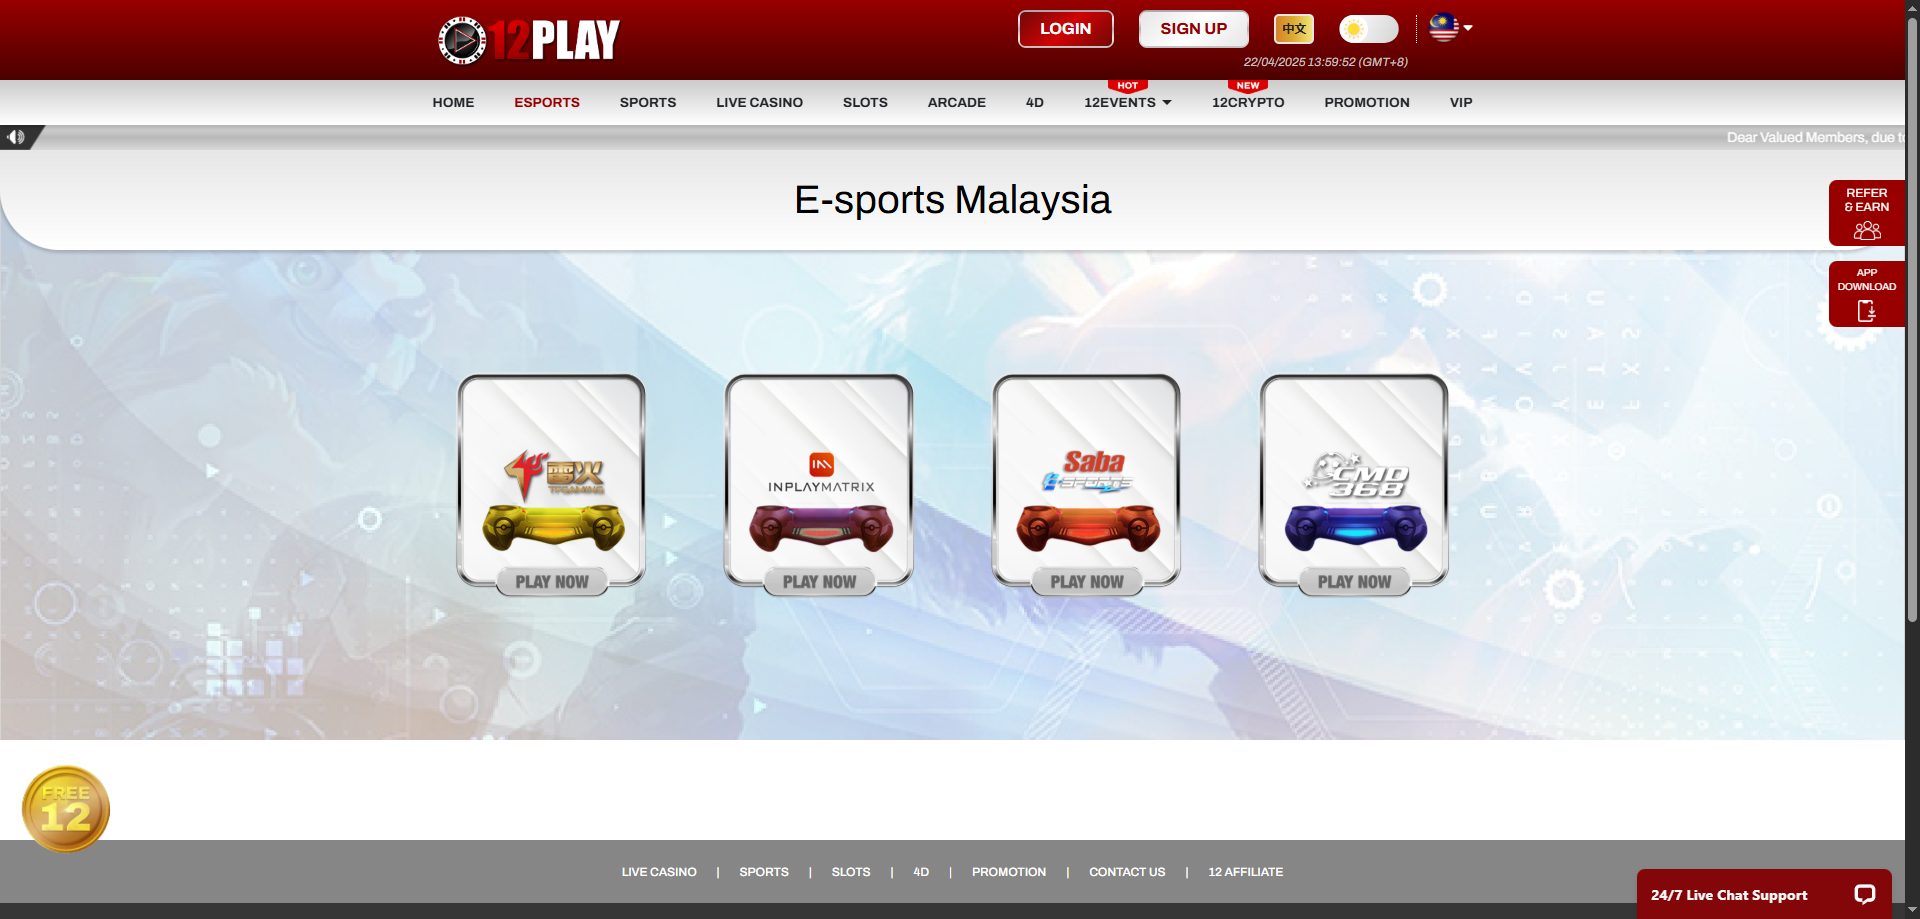 12PLAY
LOGIN
SIGN UP
中文
22/04/2025 13:59:52 (GMT+8)
HOT
NEW
HOME
ESPORTS
SPORTS
LIVE CASINO
SLOTS
ARCADE
4D
12EVENTS
12CRYPTO
PROMOTION
VIP
Dear Valued Members, due to
E-sports Malaysia
REFER
& EARN
APP
DOWNLOAD
雷火
TFGAMING
PLAY NOW
IM
INPLAYMATRIX
PLAY NOW
Saba
E-SPORTS
PLAY NOW
CMD
368
PLAY NOW
FREE
12
LIVE CASINO | SPORTS | SLOTS | 4D | PROMOTION | CONTACT US | 12 AFFILIATE
24/7 Live Chat Support